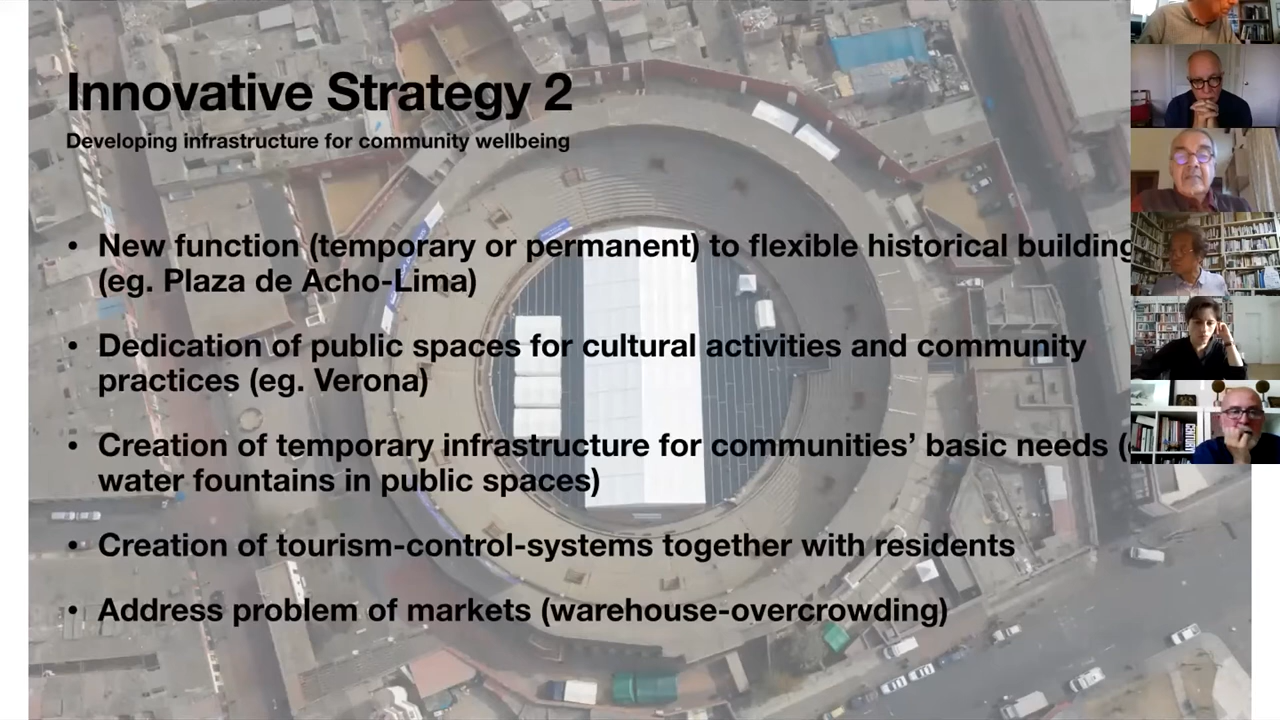 Innovative Strategy 2
Developing infrastructure for community wellbeing
• New function (temporary or permanent) to flexible historical building
(eg. Plaza de Acho-Lima)
• Dedication of public spaces for cultural activities and community
practices (eg. Verona)
• Creation of temporary infrastructure for communities’ basic needs (
water fountains in public spaces)
• Creation of tourism-control-systems together with residents
• Address problem of markets (warehouse-overcrowding)